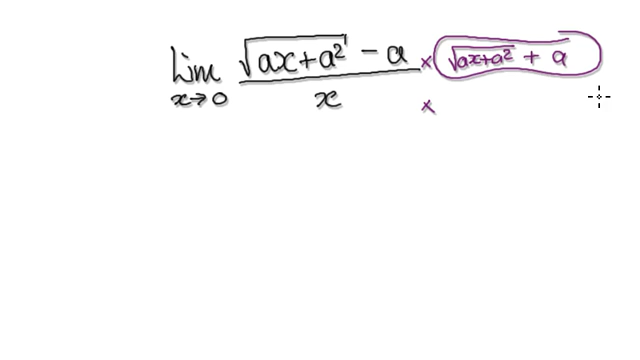 lim √(ax+a²) - a × √(ax+a²) + a
x→0 x ×